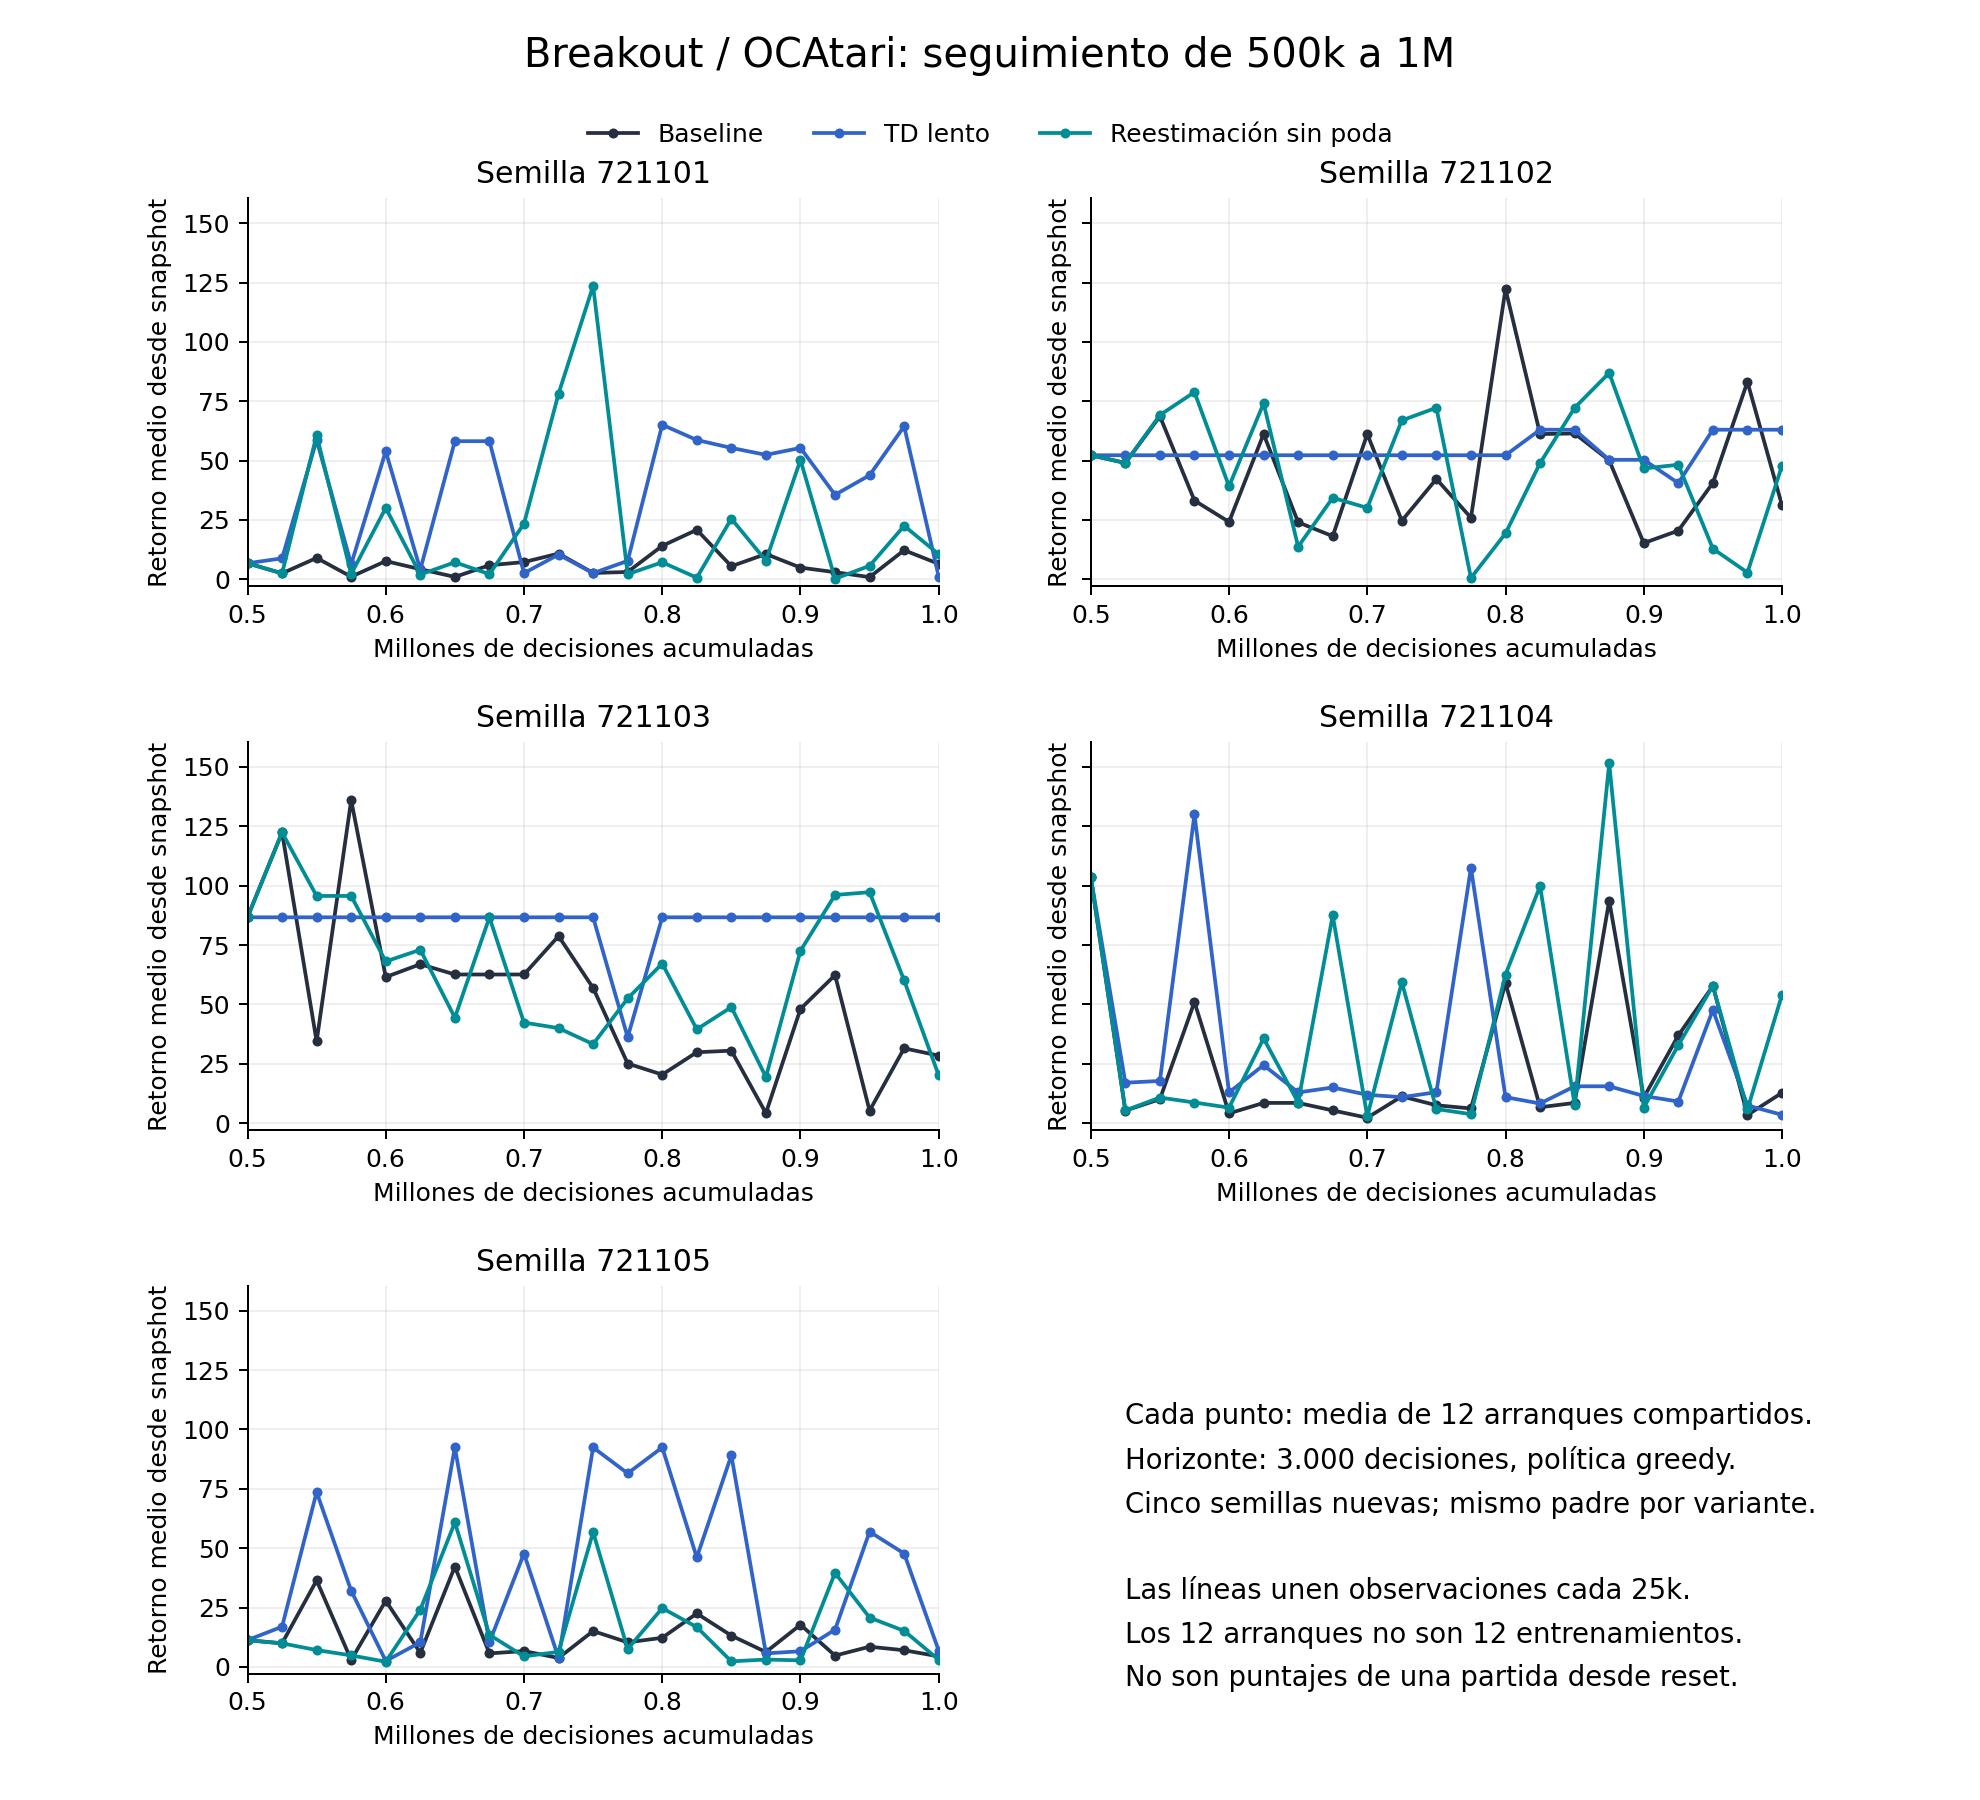 Breakout / OCAtari: seguimiento de 500k a 1M
Baseline
TD lento
Reestimación sin poda
Semilla 721101
Retorno medio desde snapshot
150
125
100
75
50
25
0
0.5 0.6 0.7 0.8 0.9 1.0
Millones de decisiones acumuladas
Semilla 721102
Retorno medio desde snapshot
0.5 0.6 0.7 0.8 0.9 1.0
Millones de decisiones acumuladas
Semilla 721103
Retorno medio desde snapshot
150
125
100
75
50
25
0
0.5 0.6 0.7 0.8 0.9 1.0
Millones de decisiones acumuladas
Semilla 721104
Retorno medio desde snapshot
0.5 0.6 0.7 0.8 0.9 1.0
Millones de decisiones acumuladas
Semilla 721105
Retorno medio desde snapshot
150
125
100
75
50
25
0
0.5 0.6 0.7 0.8 0.9 1.0
Millones de decisiones acumuladas
Cada punto: media de 12 arranques compartidos.
Horizonte: 3.000 decisiones, política greedy.
Cinco semillas nuevas; mismo padre por variante.
Las líneas unen observaciones cada 25k.
Los 12 arranques no son 12 entrenamientos.
No son puntajes de una partida desde reset.